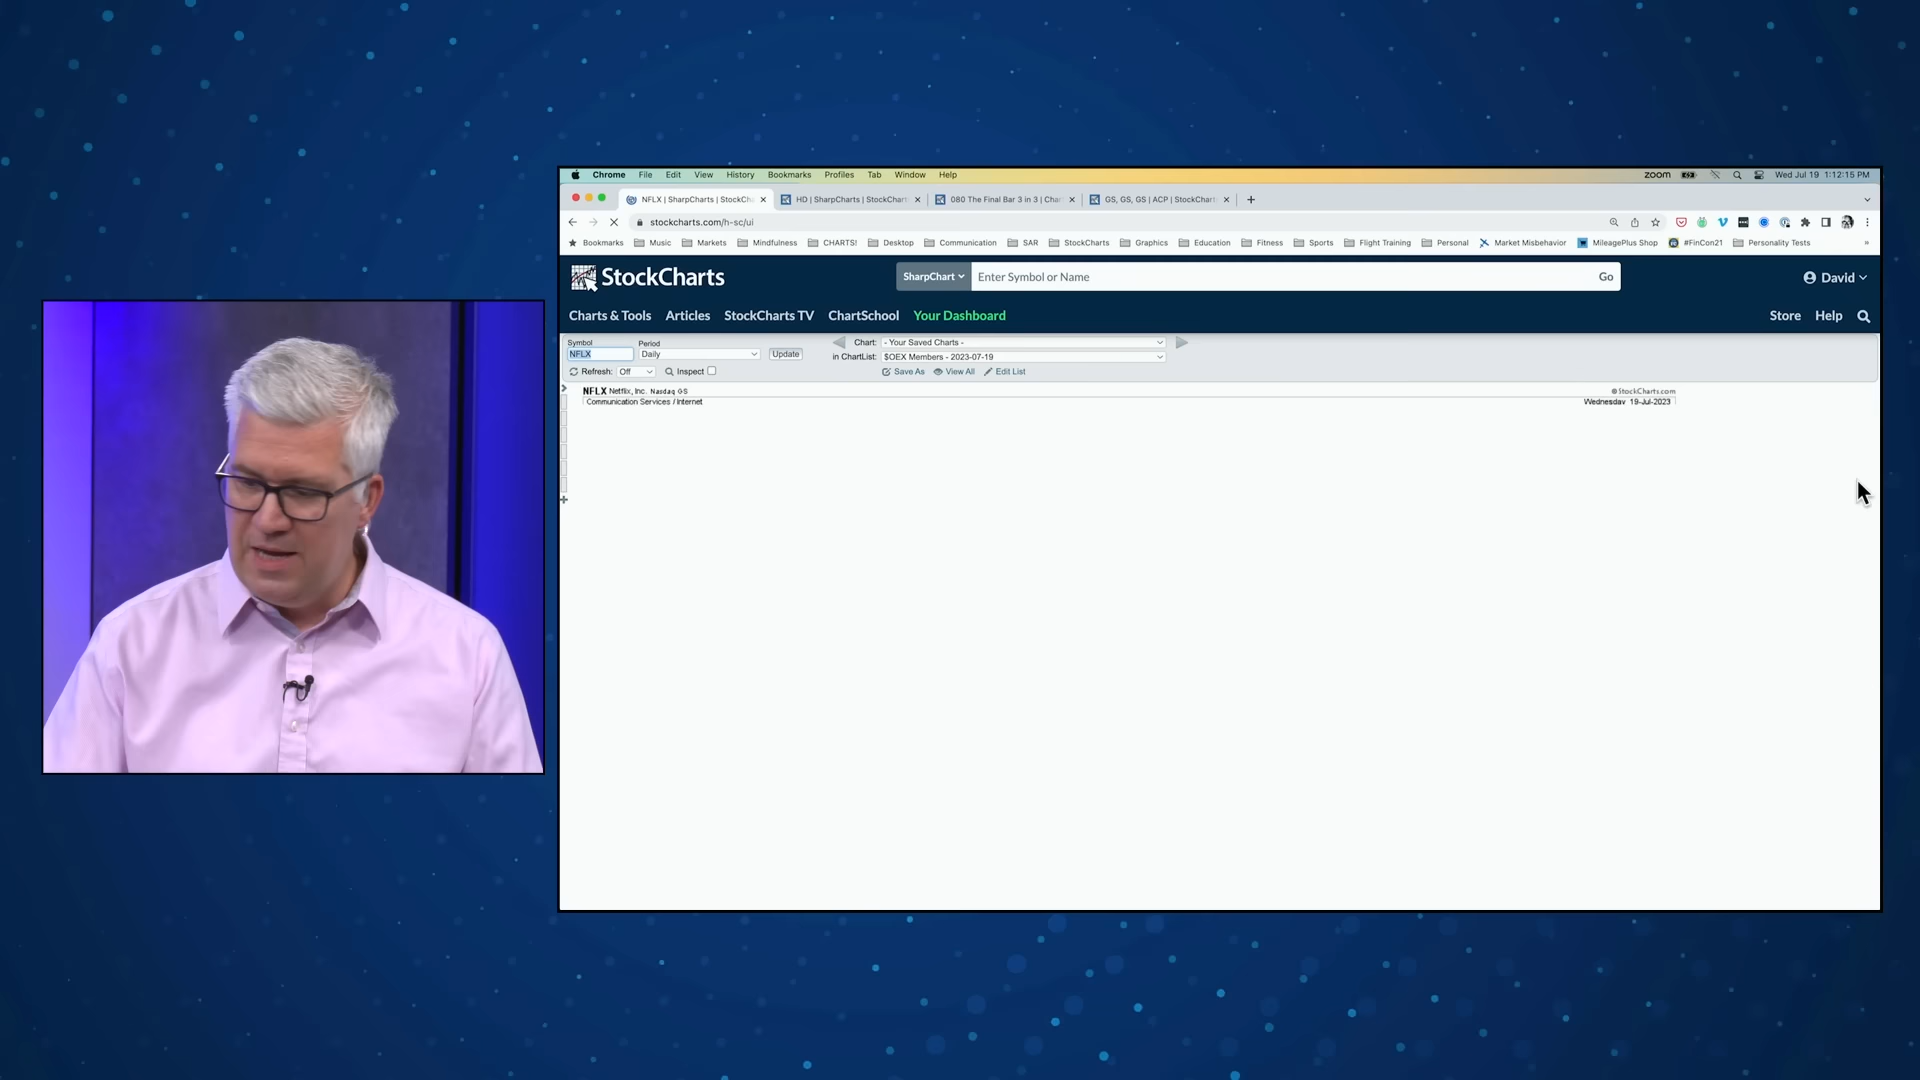 Chrome File Edit View History Bookmarks Profiles Tab Window Help
zoom Wed Jul 19 1:12:15 PM
NFLX | SharpCharts | StockCh
HD | SharpCharts | StockChart
080 The Final Bar 3 in 3 | Char
GS, GS, GS | ACP | StockChart
stockcharts.com/h-sc/ui
Bookmarks Music Markets Mindfulness CHARTS! Desktop Communication SAR StockCharts Graphics Education Fitness Sports Flight Training Personal Market Misbehavior MileagePlus Shop #FinCon21 Personality Tests »
StockCharts
SharpChart Enter Symbol or Name Go
David
Charts & Tools Articles StockCharts TV ChartSchool Your Dashboard
Store Help
Symbol Period
NFLX Daily Update
Refresh: Off Inspect
Chart: - Your Saved Charts -
in ChartList: $OEX Members - 2023-07-19
Save As View All Edit List
NFLX Netflix, Inc. Nasdaq GS
© StockCharts.com
Communication Services / Internet
Wednesday 19-Jul-2023